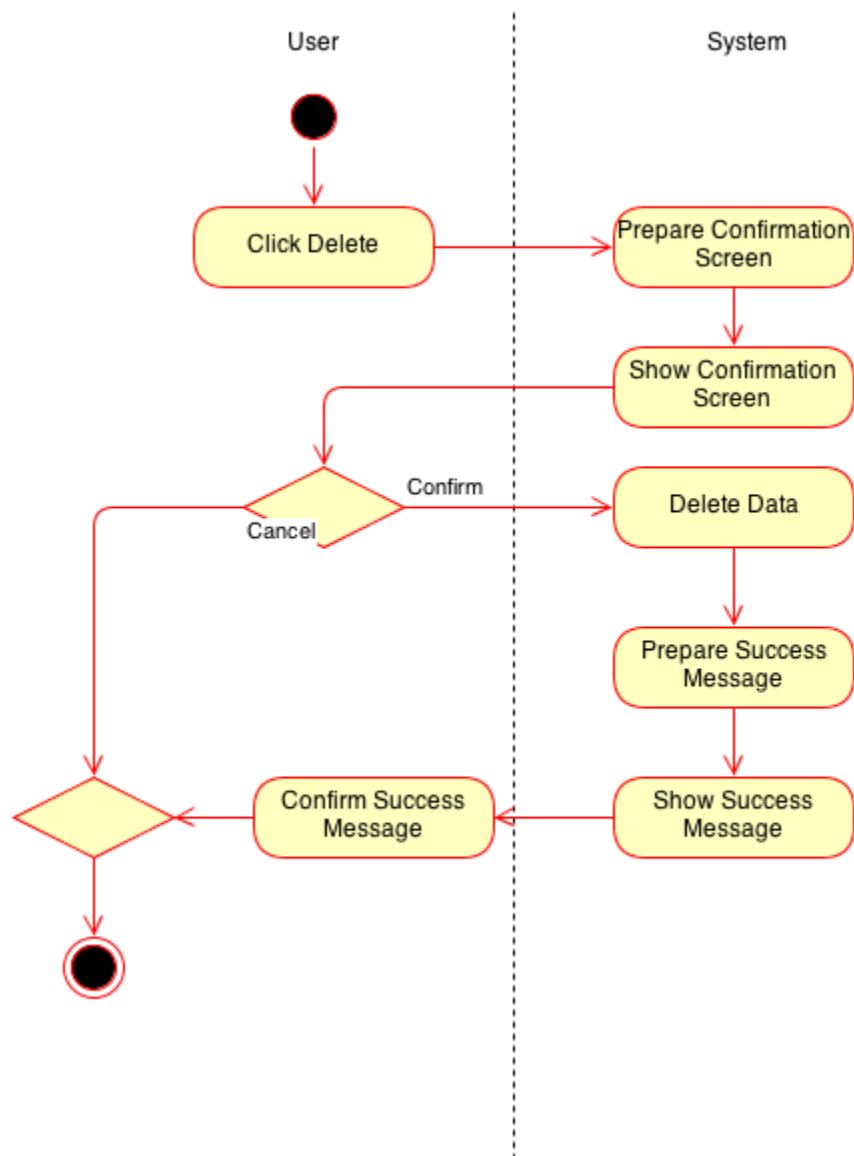 User
System
Click Delete
Prepare Confirmation
Screen
Show Confirmation
Screen
Confirm
Cancel
Delete Data
Prepare Success
Message
Confirm Success
Message
Show Success
Message